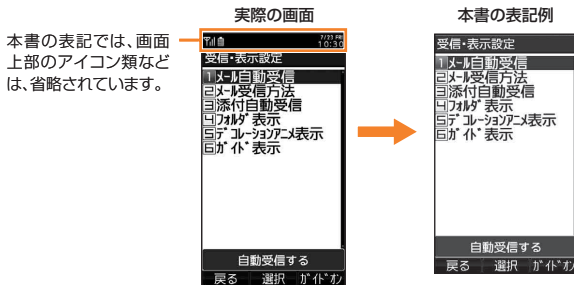 実際の画面
本書の表記例
本書の表記では、画面
上部のアイコン類など
は、省略されています。
7/23 FRI
10:30
受信・表示設定
1メール自動受信
2メール受信方法
3添付自動受信
4フォルダ表示
5デコレーションアニメ表示
6ガイド表示
自動受信する
戻る 選択 ガイドオン
受信・表示設定
1メール自動受信
2メール受信方法
3添付自動受信
4フォルダ表示
5デコレーションアニメ表示
6ガイド表示
自動受信する
戻る 選択 ガイドオン